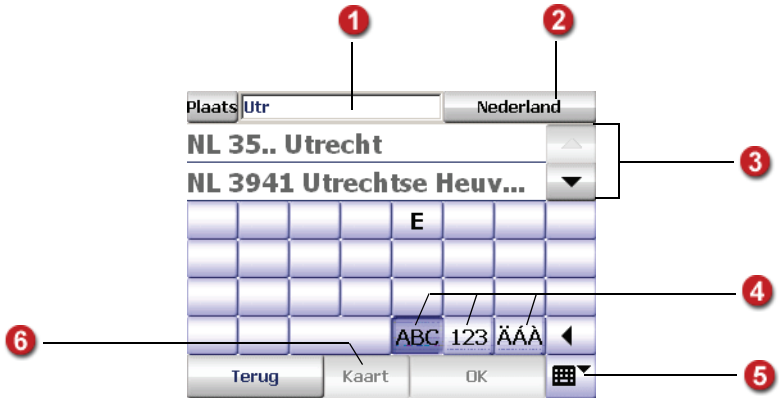 1 2
Plaats Utr Nederland
NL 35.. Utrecht
3
NL 3941 Utrechtse Heuv...
E
4
ABC 123 ÄÁÀ
6
Terug Kaart OK
5